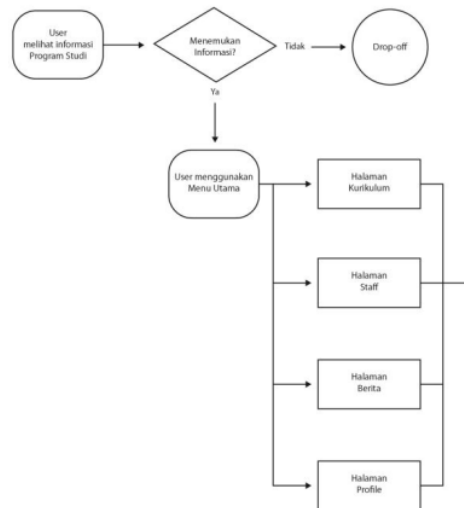 User
melihat informasi
Program Studi
Menemukan
Informasi?
Tidak
Drop-off
Ya
User menggunakan
Menu Utama
Halaman
Kurikulum
Halaman
Staff
Halaman
Berita
Halaman
Profile